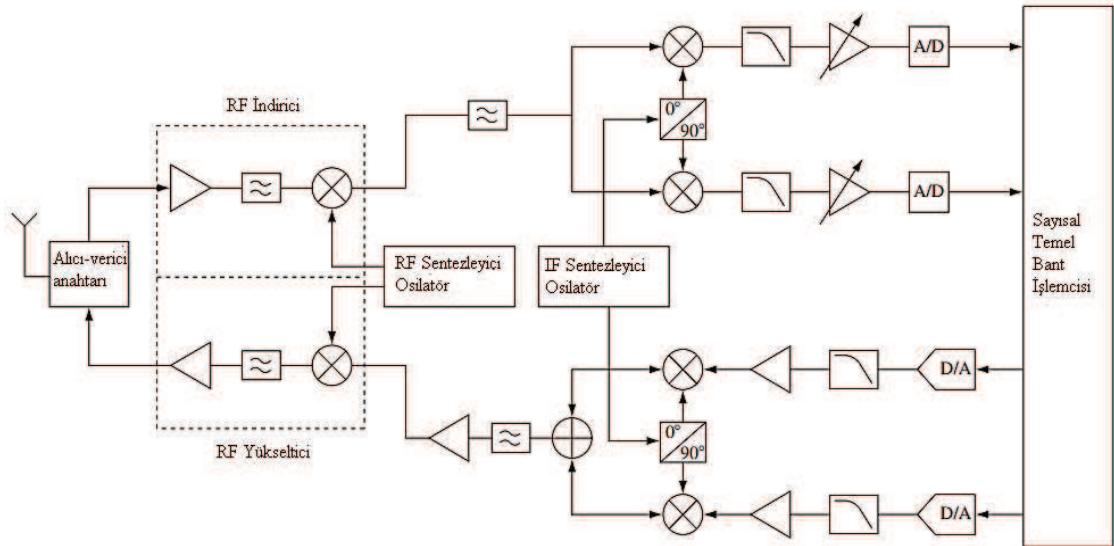 A/D
0°
90°
RF İndirici
A/D
Alıcı-verici
anahtarı
RF Sentezleyici
Osilatör
IF Sentezleyici
Osilatör
Sayısal
Temel
Bant
İşlemcisi
D/A
0°
90°
RF Yükseltici
D/A